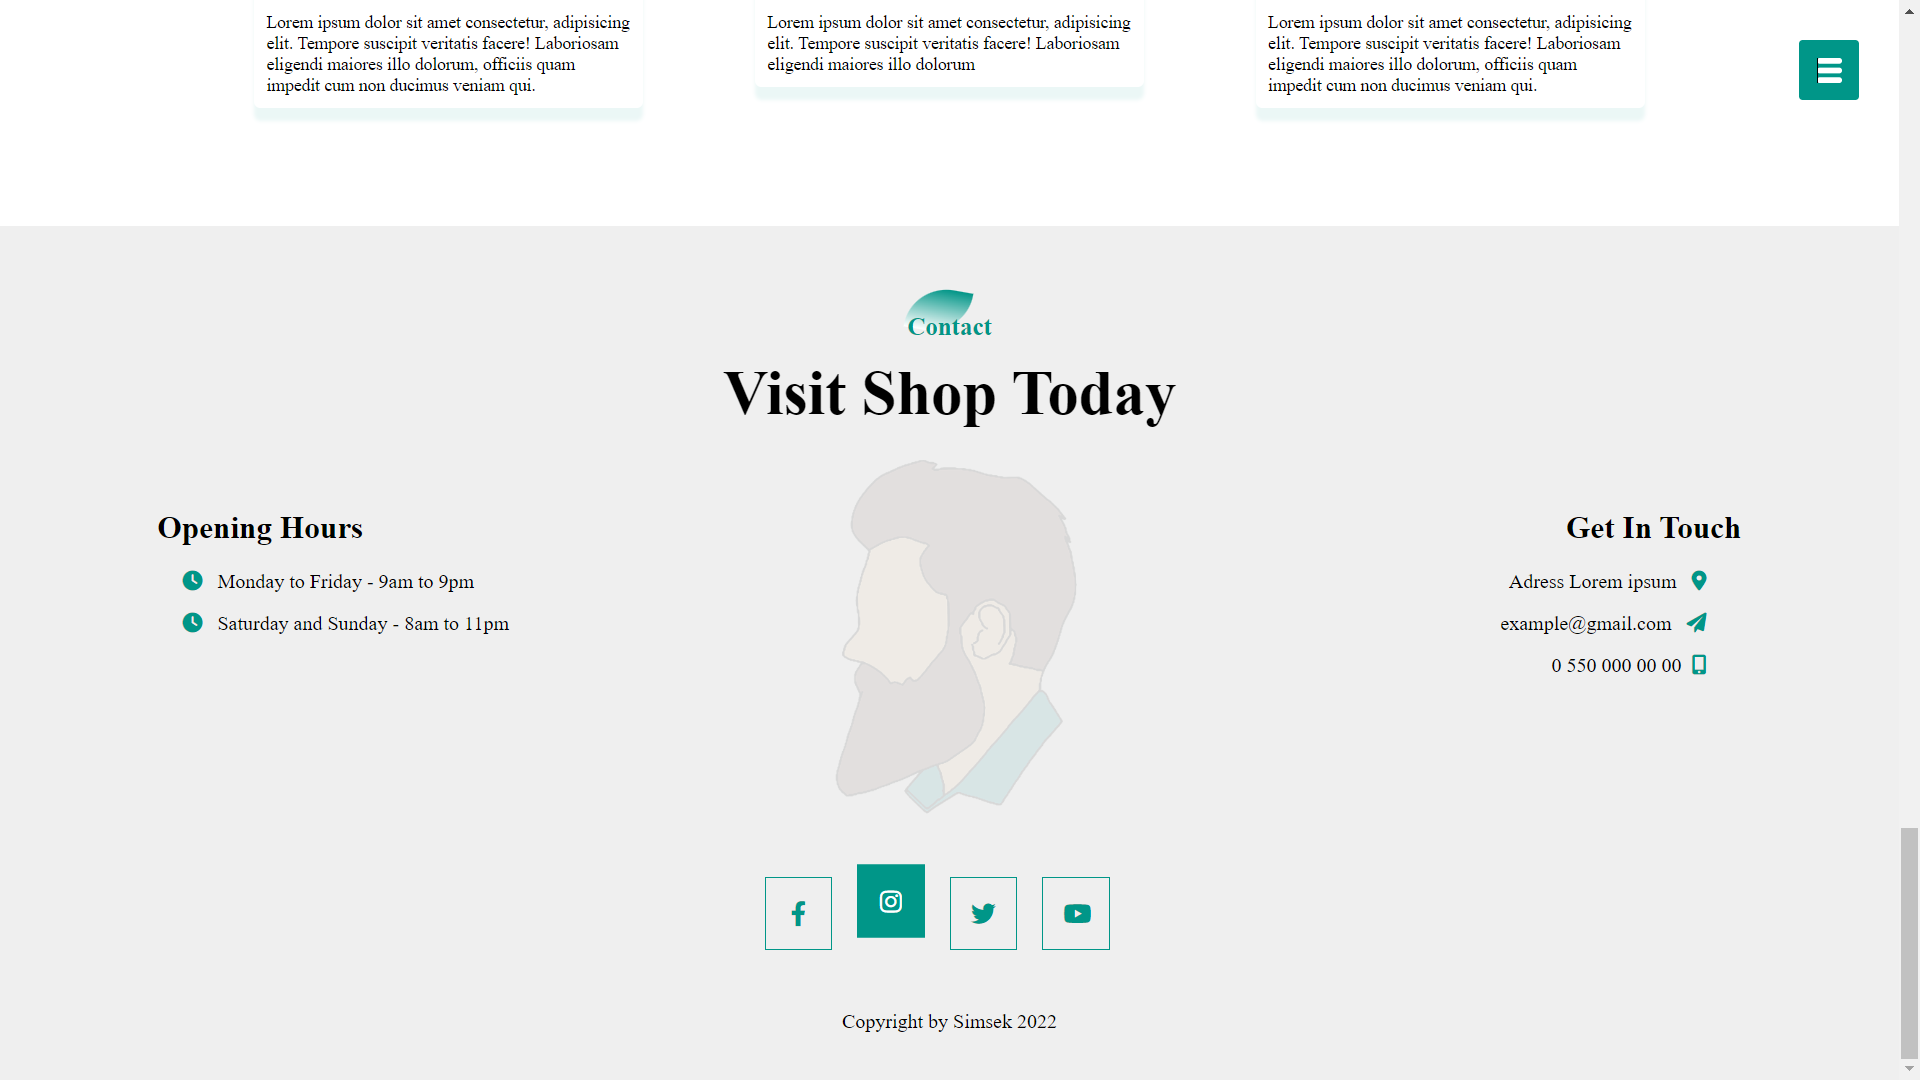 Lorem ipsum dolor sit amet consectetur, adipisicing
elit. Tempore suscipit veritatis facere! Laboriosam
eligendi maiores illo dolorum, officiis quam
impedit cum non ducimus veniam qui.
Lorem ipsum dolor sit amet consectetur, adipisicing
elit. Tempore suscipit veritatis facere! Laboriosam
eligendi maiores illo dolorum
Lorem ipsum dolor sit amet consectetur, adipisicing
elit. Tempore suscipit veritatis facere! Laboriosam
eligendi maiores illo dolorum, officiis quam
impedit cum non ducimus veniam qui.
Contact
Visit Shop Today
Opening Hours
Monday to Friday - 9am to 9pm
Saturday and Sunday - 8am to 11pm
Get In Touch
Adress Lorem ipsum
example@gmail.com
0 550 000 00 00
Copyright by Simsek 2022